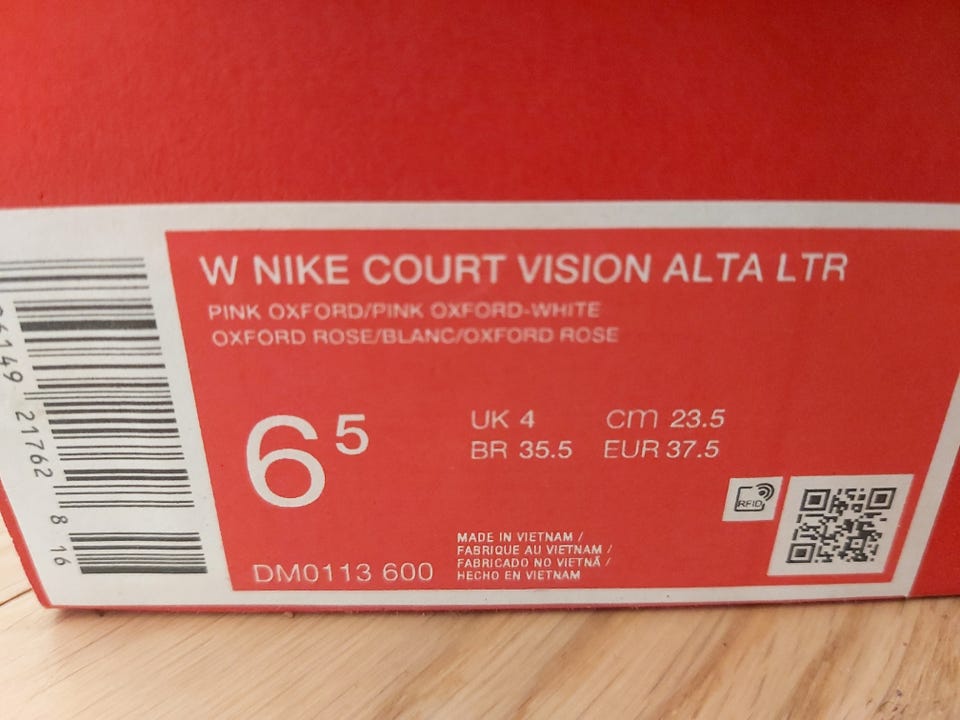 W NIKE COURT VISION ALTA LTR
PINK OXFORD/PINK OXFORD-WHITE
OXFORD ROSE/BLANC/OXFORD ROSE
6 5
UK 4 cm 23.5
BR 35.5 EUR 37.5
RFID
MADE IN VIETNAM /
FABRIQUE AU VIETNAM /
FABRICADO NO VIETNÃ /
HECHO EN VIETNAM
DM0113 600
21762 8 16